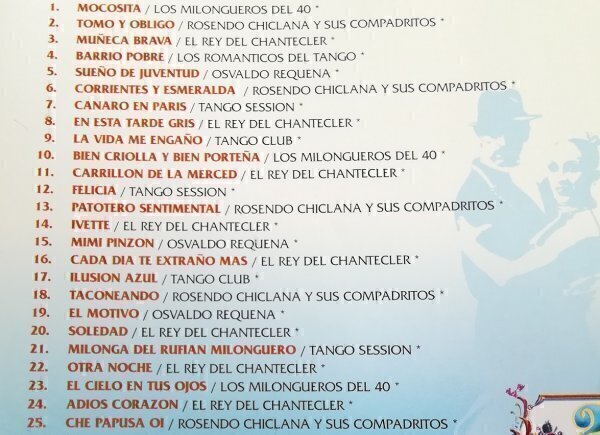 1. MOCOSITA / LOS MILONGUEROS DEL 40 *
2. TOMO Y OBLIGO / ROSENDO CHICLANA Y SUS COMPADRITOS *
3. MUÑECA BRAVA / EL REY DEL CHANTECLER *
4. BARRIO POBRE / LOS ROMANTICOS DEL TANGO *
5. SUEÑO DE JUVENTUD / OSVALDO REQUENA *
6. CORRIENTES Y ESMERALDA / ROSENDO CHICLANA Y SUS COMPADRITOS *
7. CANARO EN PARIS / TANGO SESSION *
8. EN ESTA TARDE GRIS / EL REY DEL CHANTECLER *
9. LA VIDA ME ENGAÑO / TANGO CLUB *
10. BIEN CRIOLLA Y BIEN PORTEÑA / LOS MILONGUEROS DEL 40 *
11. CARRILLON DE LA MERCED / EL REY DEL CHANTECLER *
12. FELICIA / TANGO SESSION *
13. PATOTERO SENTIMENTAL / ROSENDO CHICLANA Y SUS COMPADRITOS *
14. IVETTE / EL REY DEL CHANTECLER *
15. MIMI PINZON / OSVALDO REQUENA *
16. CADA DIA TE EXTRAÑO MAS / EL REY DEL CHANTECLER *
17. ILUSION AZUL / TANGO CLUB *
18. TACONEANDO / ROSENDO CHICLANA Y SUS COMPADRITOS *
19. EL MOTIVO / OSVALDO REQUENA *
20. SOLEDAD / EL REY DEL CHANTECLER *
21. MILONGA DEL RUFIAN MILONGUERO / TANGO SESSION *
22. OTRA NOCHE / EL REY DEL CHANTECLER *
23. EL CIELO EN TUS OJOS / LOS MILONGUEROS DEL 40 *
24. ADIOS CORAZON / EL REY DEL CHANTECLER *
25. CHE PAPUSA OI / ROSENDO CHICLANA Y SUS COMPADRITOS *